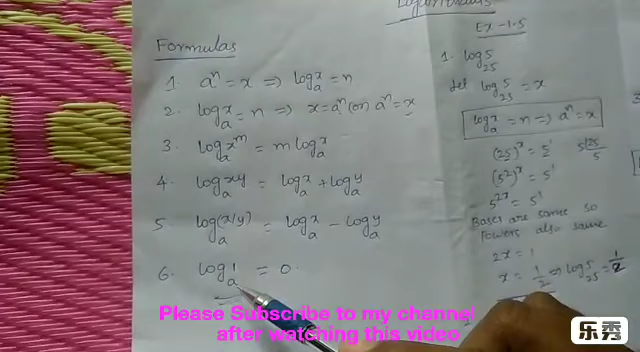 Logarithms
Formulas
1. aⁿ = x ⇒ logₐx = n
2. logₐx = n ⇒ x = aⁿ (or) aⁿ = x
3. logₐxᵐ = m logₐx
4. logₐxy = logₐx + logₐy
5 logₐ(x/y) = logₐx − logₐy
6. logₐ1 = 0.
Ex-1.5
1. log₂₅5
let log₂₅5 = x
logₐx = n ⇒ aⁿ = x
(25)ˣ = 5¹
5|25
5
(5²)ˣ = 5¹
5²ˣ = 5¹
Bases are same so
Powers also same
2x = 1
x = 1/2 ⇒ log₂₅5 = 1/2
Please Subscribe to my channel
after watching this video
乐秀